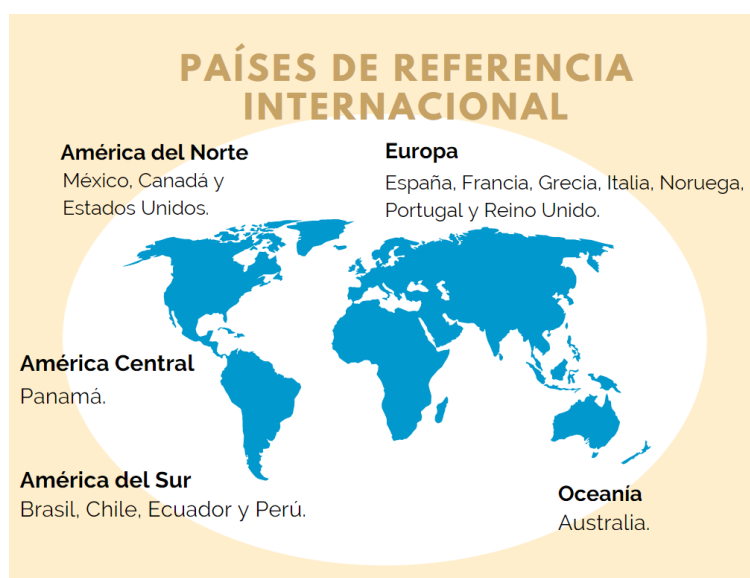 PAÍSES DE REFERENCIA
INTERNACIONAL
América del Norte
México, Canadá y
Estados Unidos.
Europa
España, Francia, Grecia, Italia, Noruega,
Portugal y Reino Unido.
América Central
Panamá.
América del Sur
Brasil, Chile, Ecuador y Perú.
Oceanía
Australia.